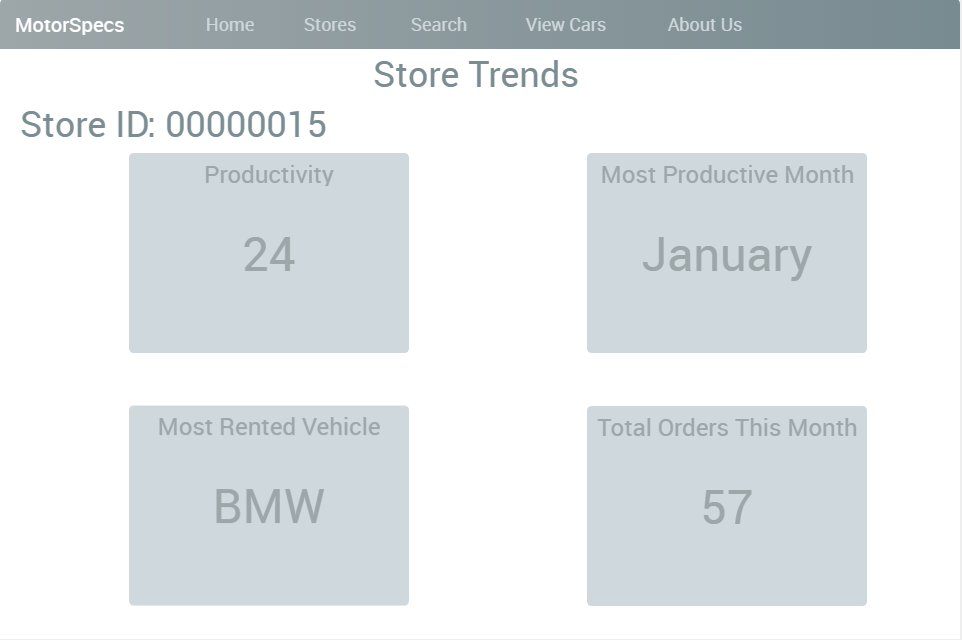 MotorSpecs Home Stores Search View Cars About Us
Store Trends
Store ID: 00000015
Productivity
24
Most Productive Month
January
Most Rented Vehicle
BMW
Total Orders This Month
57